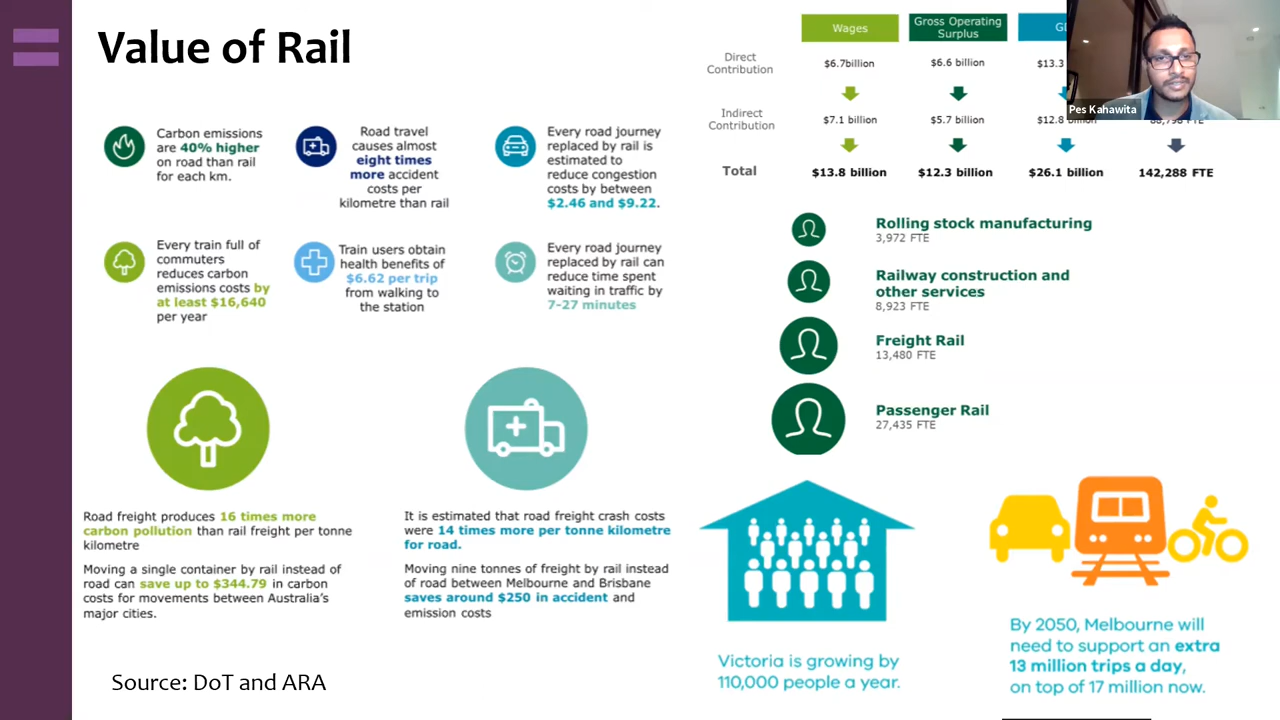 Value of Rail
Carbon emissions
are 40% higher
on road than rail
for each km.
Road travel
causes almost
eight times
more accident
costs per
kilometre than rail
Every road journey
replaced by rail is
estimated to
reduce congestion
costs by between
$2.46 and $9.22.
Every train full of
commuters
reduces carbon
emissions costs by
at least $16,640
per year
Train users obtain
health benefits of
$6.62 per trip
from walking to
the station
Every road journey
replaced by rail can
reduce time spent
waiting in traffic by
7-27 minutes
Road freight produces 16 times more
carbon pollution than rail freight per tonne
kilometre
Moving a single container by rail instead of
road can save up to $344.79 in carbon
costs for movements between Australia's
major cities.
It is estimated that road freight crash costs
were 14 times more per tonne kilometre
for road.
Moving nine tonnes of freight by rail instead
of road between Melbourne and Brisbane
saves around $250 in accident and
emission costs
Source: DoT and ARA
Wages
Gross Operating
Surplus
Direct
Contribution
$6.7billion
$6.6 billion
$13.3
Indirect
Contribution
$7.1 billion
$5.7 billion
$12.8
Total
$13.8 billion
$12.3 billion
$26.1 billion
142,288 FTE
Pes Kahawita
Rolling stock manufacturing
3,972 FTE
Railway construction and
other services
8,923 FTE
Freight Rail
13,480 FTE
Passenger Rail
27,435 FTE
Victoria is growing by
110,000 people a year.
By 2050, Melbourne will
need to support an extra
13 million trips a day,
on top of 17 million now.